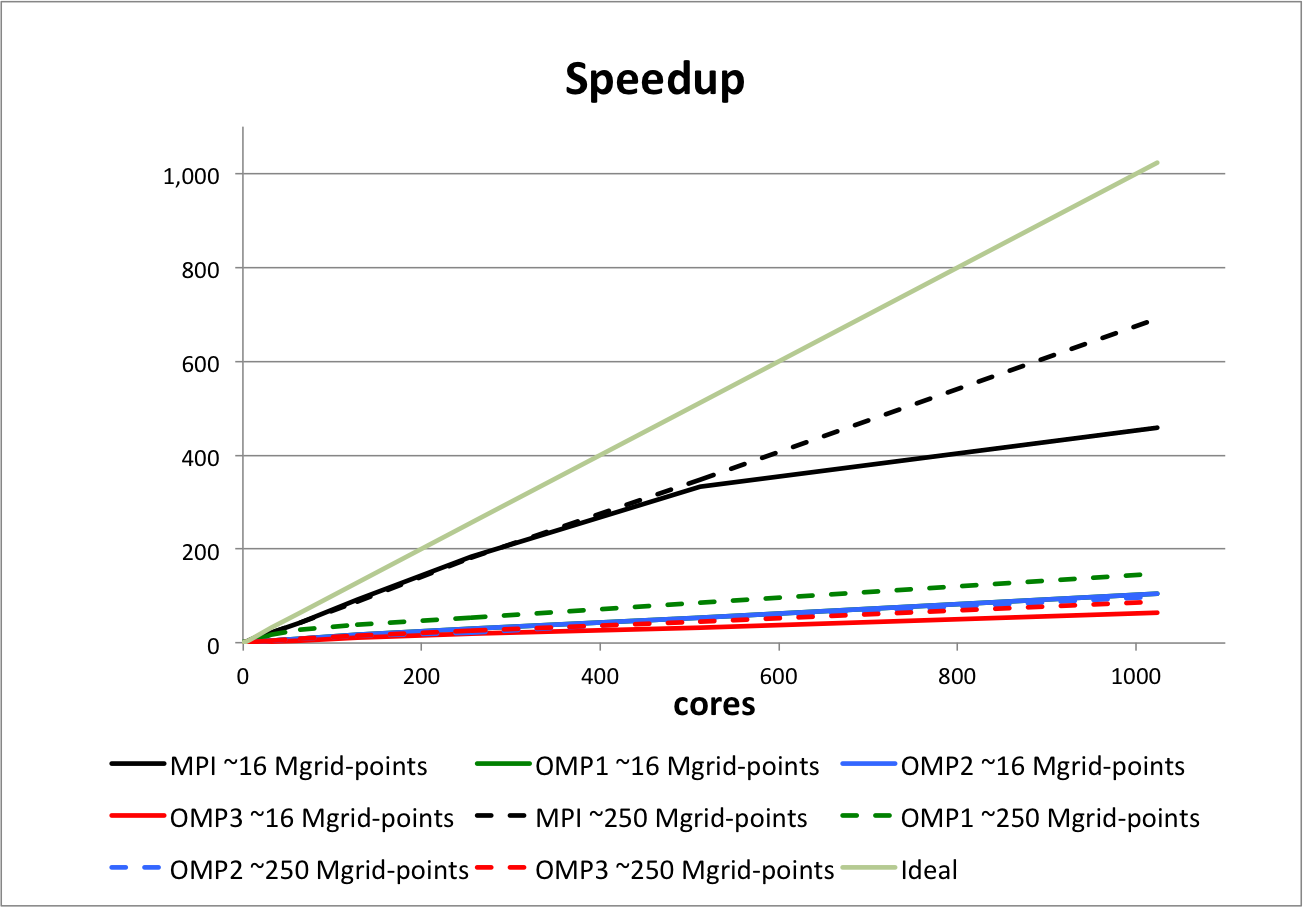 Speedup
1,000
800
600
400
200
0
0 200 400 600 800 1000
cores
MPI ~16 Mgrid-points OMP1 ~16 Mgrid-points OMP2 ~16 Mgrid-points
OMP3 ~16 Mgrid-points MPI ~250 Mgrid-points OMP1 ~250 Mgrid-points
OMP2 ~250 Mgrid-points OMP3 ~250 Mgrid-points Ideal